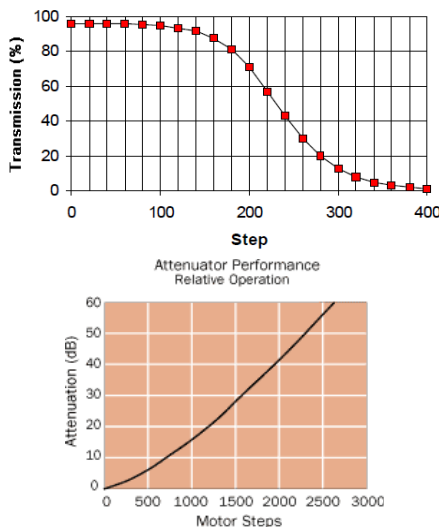 100
80
60
40
20
0
Transmission (%)
0 100 200 300 400
Step
Attenuator Performance
Relative Operation
60
50
40
30
20
10
0
Attenuation (dB)
0 500 1000 1500 2000 2500 3000
Motor Steps